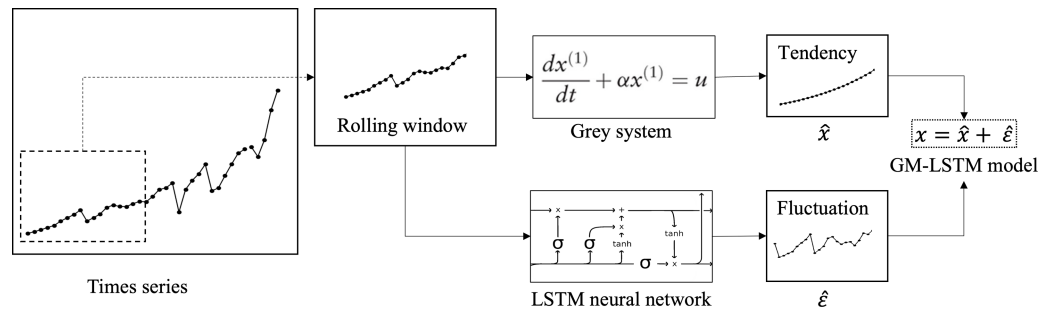 Times series
Rolling window
dx^{(1)}/dt + αx^{(1)} = u
Grey system
Tendency
x̂
x = x̂ + ε̂
GM-LSTM model
x
+
x
tanh
σ
σ
tanh
σ
x
LSTM neural network
Fluctuation
ε̂